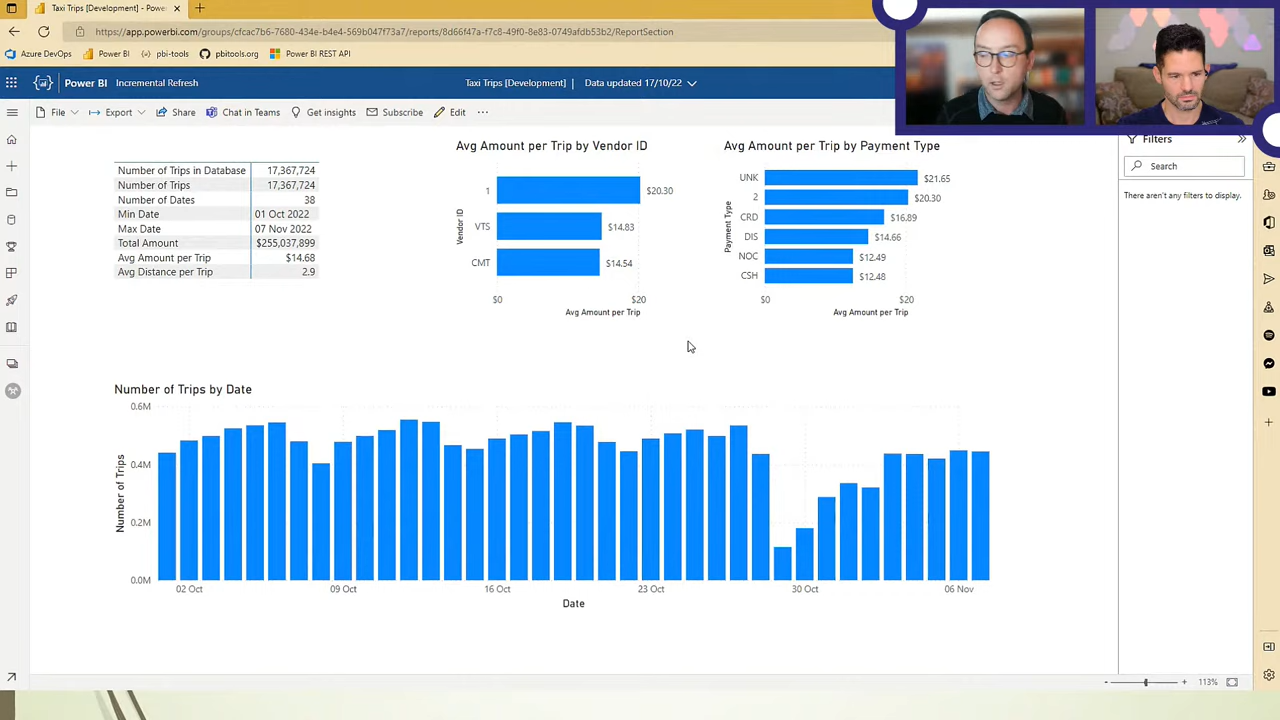 Taxi Trips [Development] - Power
https://app.powerbi.com/groups/cfcac7b6-7680-434e-b4e4-569b047f73a7/reports/8d66f47a-f7c8-49f0-8e83-0749afdb53b2/ReportSection
Azure DevOps Power BI pbi-tools pbitools.org Power BI REST API
Power BI Incremental Refresh Taxi Trips [Development] | Data updated 17/10/22
File Export Share Chat in Teams Get insights Subscribe Edit ...
Filters
Search
There aren't any filters to display.
Number of Trips in Database 17,367,724
Number of Trips 17,367,724
Number of Dates 38
Min Date 01 Oct 2022
Max Date 07 Nov 2022
Total Amount $255,037,899
Avg Amount per Trip $14.68
Avg Distance per Trip 2.9
Avg Amount per Trip by Vendor ID
Vendor ID
1 $20.30
VTS $14.83
CMT $14.54
$0 $20
Avg Amount per Trip
Avg Amount per Trip by Payment Type
Payment Type
UNK $21.65
2 $20.30
CRD $16.89
DIS $14.66
NOC $12.49
CSH $12.48
$0 $20
Avg Amount per Trip
Number of Trips by Date
Number of Trips
0.6M
0.4M
0.2M
0.0M
02 Oct 09 Oct 16 Oct 23 Oct 30 Oct 06 Nov
Date
- + 113%